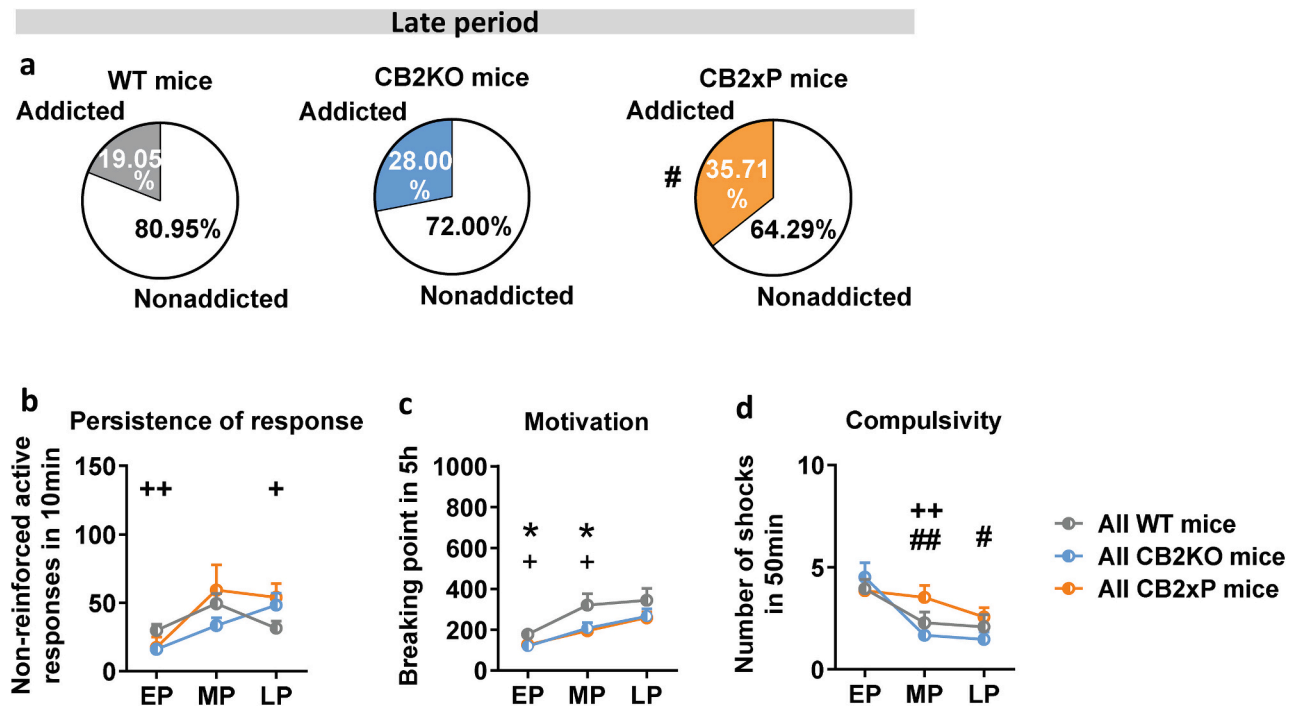 Late period
a
WT mice
CB2KO mice
CB2xP mice
Addicted
Addicted
Addicted
19.05
%
28.00
%
#
35.71
%
80.95%
72.00%
64.29%
Nonaddicted
Nonaddicted
Nonaddicted
b
Persistence of response
Non-reinforced active
responses in 10min
150
100
50
0
++
+
EP MP LP
c
Motivation
Breaking point in 5h
1000
800
600
400
200
0
* *
+ +
EP MP LP
d
Compulsivity
Number of shocks
in 50min
10
5
0
++
## #
EP MP LP
All WT mice
All CB2KO mice
All CB2xP mice